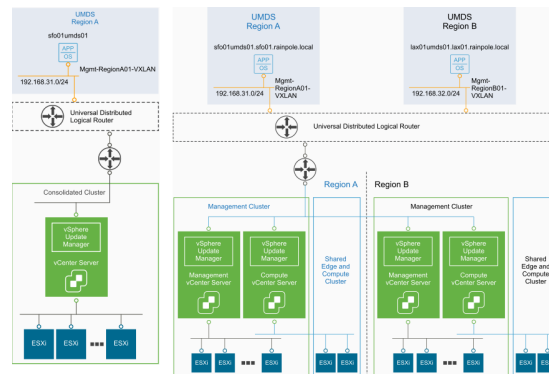 UMDS
Region A
sfo01umds01
APP
OS
Mgmt-RegionA01
-VXLAN
192.168.31.0/24
Universal Distributed
Logical Router
Consolidated Cluster
vSphere
Update
Manager
vCenter Server
ESXi
ESXi
ESXi
UMDS
Region A
sfo01umds01.sfo01.rainpole.local
APP
OS
Mgmt-
RegionA01-
VXLAN
192.168.31.0/24
UMDS
Region B
lax01umds01.lax01.rainpole.local
APP
OS
Mgmt-
RegionB01-
VXLAN
192.168.32.0/24
Universal Distributed Logical Router
Region A
Region B
Management Cluster
vSphere
Update
Manager
Management
vCenter Server
vSphere
Update
Manager
Compute
vCenter Server
Shared
Edge and
Compute
Cluster
ESXi
ESXi
ESXi
ESXi
ESXi
Management Cluster
vSphere
Update
Manager
Management
vCenter Server
vSphere
Update
Manager
Compute
vCenter Server
Shared
Edge and
Compute
Cluster
ESXi
ESXi
ESXi
ESXi